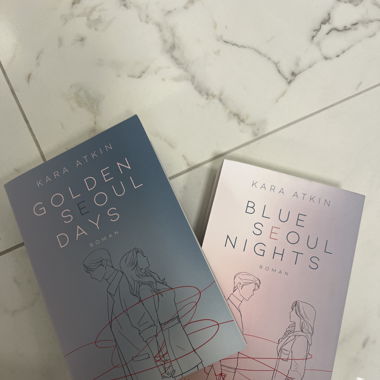 KARA ATKIN
GOLDEN
SEOUL
DAYS
ROMAN
KARA ATKIN
BLUE
SEOUL
NIGHTS
ROMAN